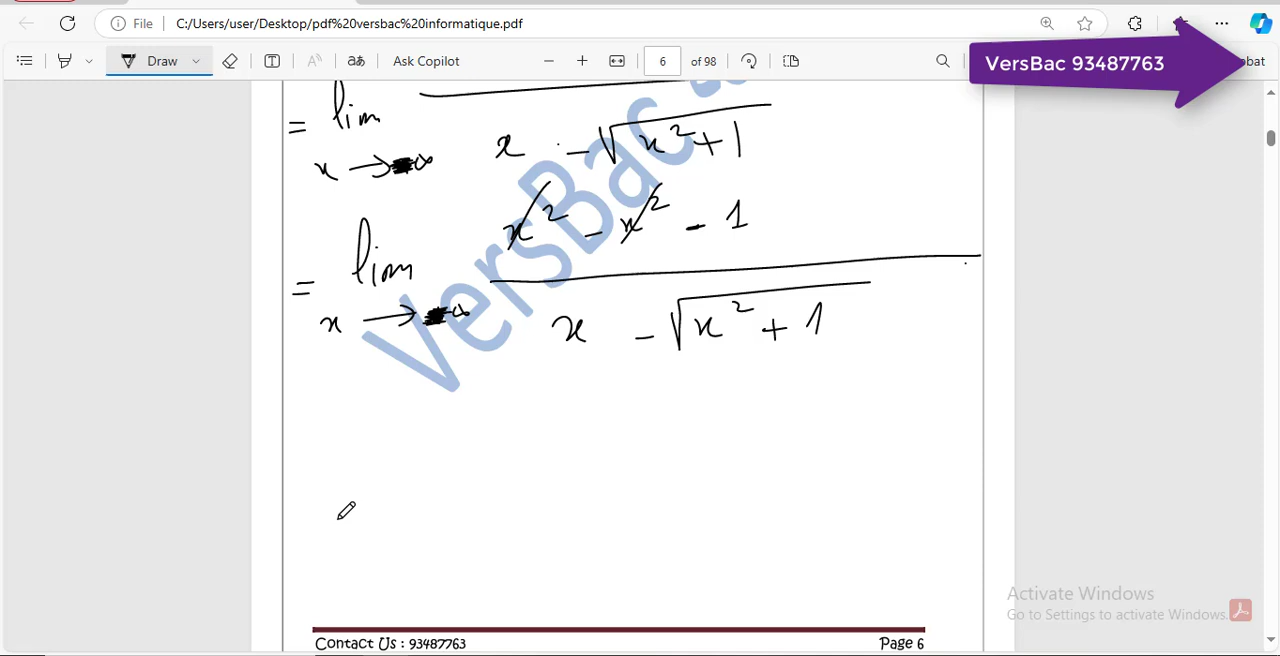 File C:/Users/user/Desktop/pdf%20versbac%20informatique.pdf
Draw Ask Copilot 6 of 98
VersBac 93487763
obat
= lim
x → ∞
x - √x² + 1
VersBac
x² - x² - 1
= lim
x → ∞
x - √x² + 1
Activate Windows
Go to Settings to activate Windows.
Contact Us : 93487763 Page 6